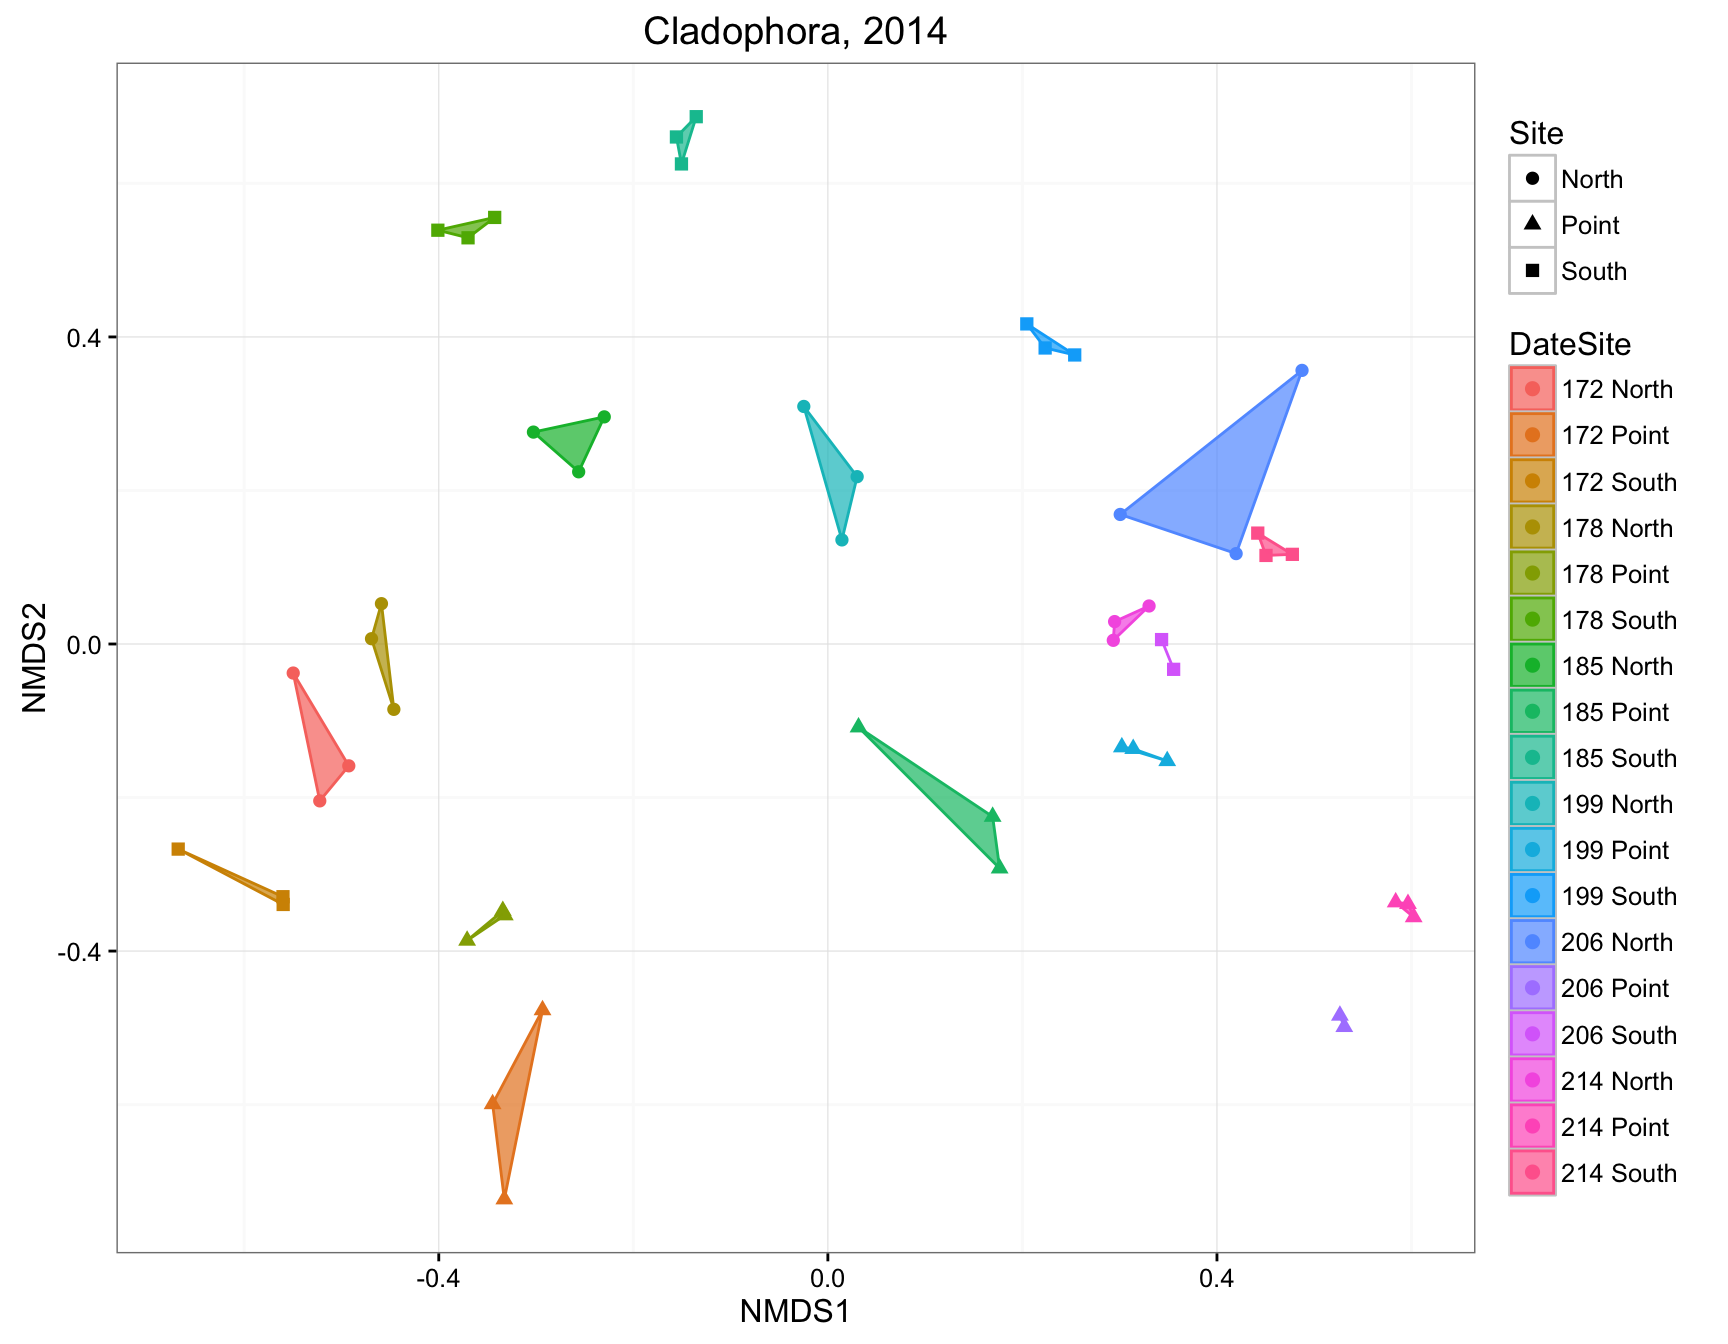 Cladophora, 2014
NMDS2
0.4
0.0
-0.4
-0.4
0.0
0.4
NMDS1
Site
North
Point
South
DateSite
172 North
172 Point
172 South
178 North
178 Point
178 South
185 North
185 Point
185 South
199 North
199 Point
199 South
206 North
206 Point
206 South
214 North
214 Point
214 South